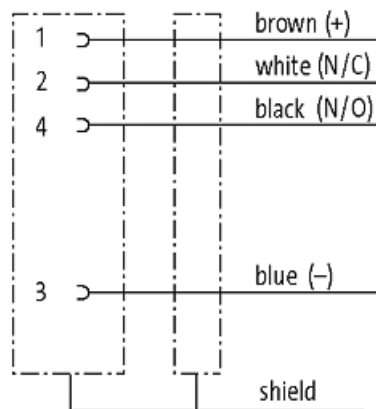 1 brown (+)
2 white (N/C)
4 black (N/O)
3 blue (–)
shield